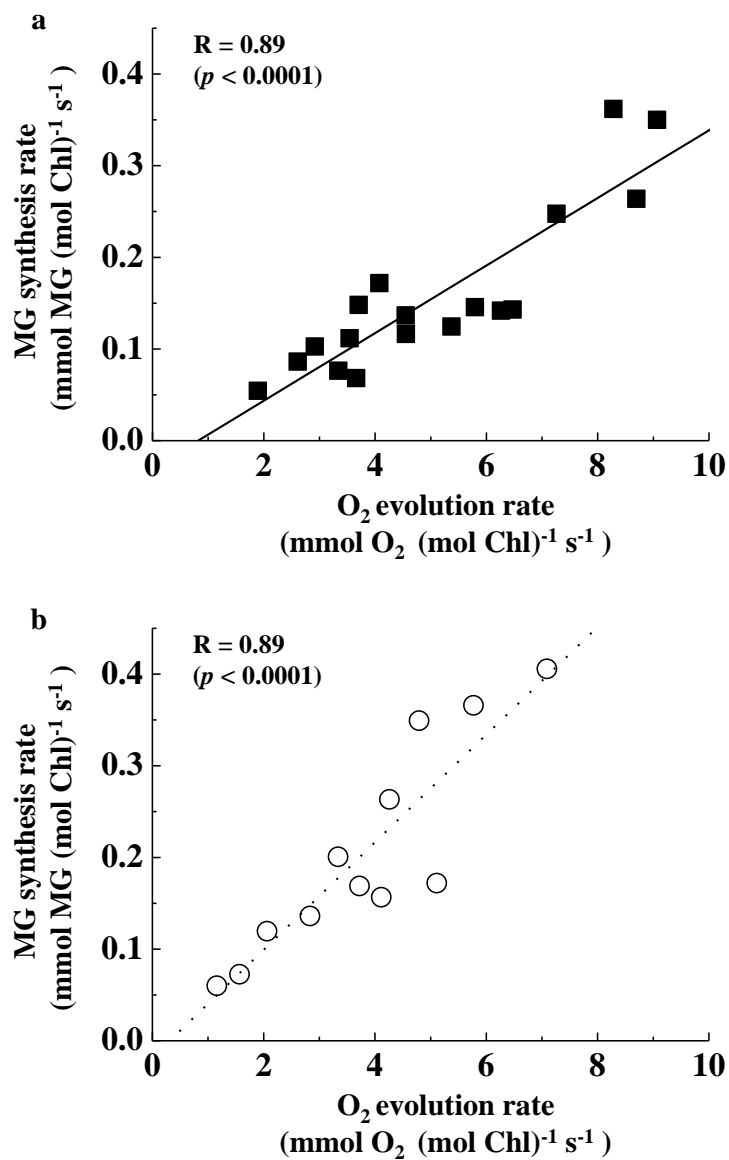 a
R = 0.89
(p < 0.0001)
MG synthesis rate
(mmol MG (mol Chl)⁻¹ s⁻¹ )
0.4
0.3
0.2
0.1
0.0
0 2 4 6 8 10
O₂ evolution rate
(mmol O₂ (mol Chl)⁻¹ s⁻¹ )
b
R = 0.89
(p < 0.0001)
MG synthesis rate
(mmol MG (mol Chl)⁻¹ s⁻¹ )
0.4
0.3
0.2
0.1
0.0
0 2 4 6 8 10
O₂ evolution rate
(mmol O₂ (mol Chl)⁻¹ s⁻¹ )